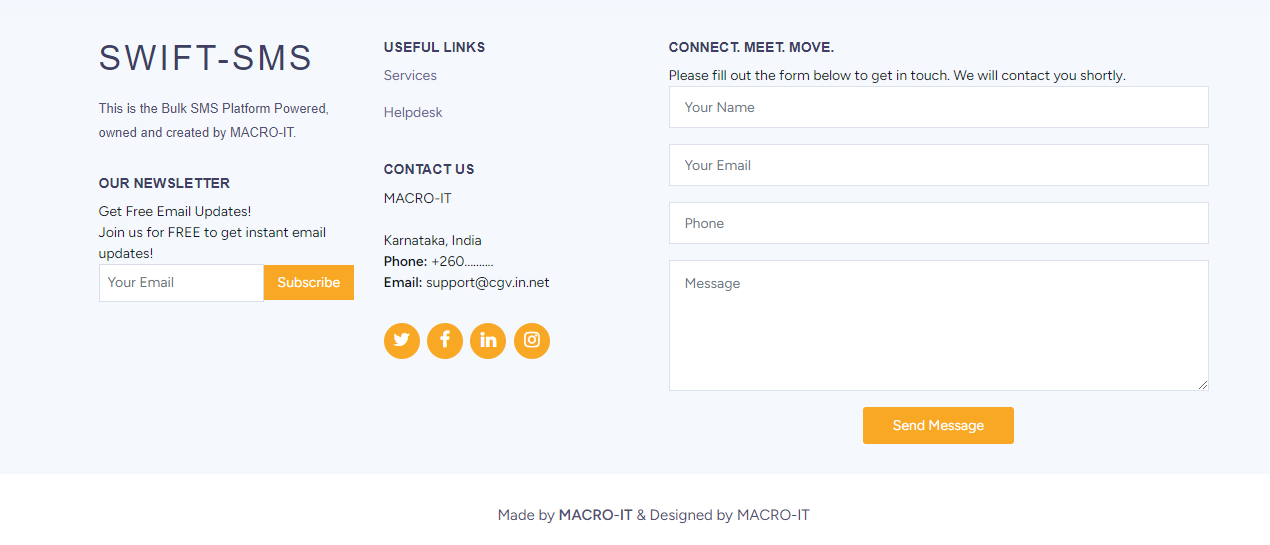 SWIFT-SMS
This is the Bulk SMS Platform Powered,
owned and created by MACRO-IT.
OUR NEWSLETTER
Get Free Email Updates!
Join us for FREE to get instant email
updates!
Your Email
Subscribe
USEFUL LINKS
Services
Helpdesk
CONTACT US
MACRO-IT
Karnataka, India
Phone: +260..........
Email: support@cgv.in.net
CONNECT. MEET. MOVE.
Please fill out the form below to get in touch. We will contact you shortly.
Your Name
Your Email
Phone
Message
Send Message
Made by MACRO-IT & Designed by MACRO-IT